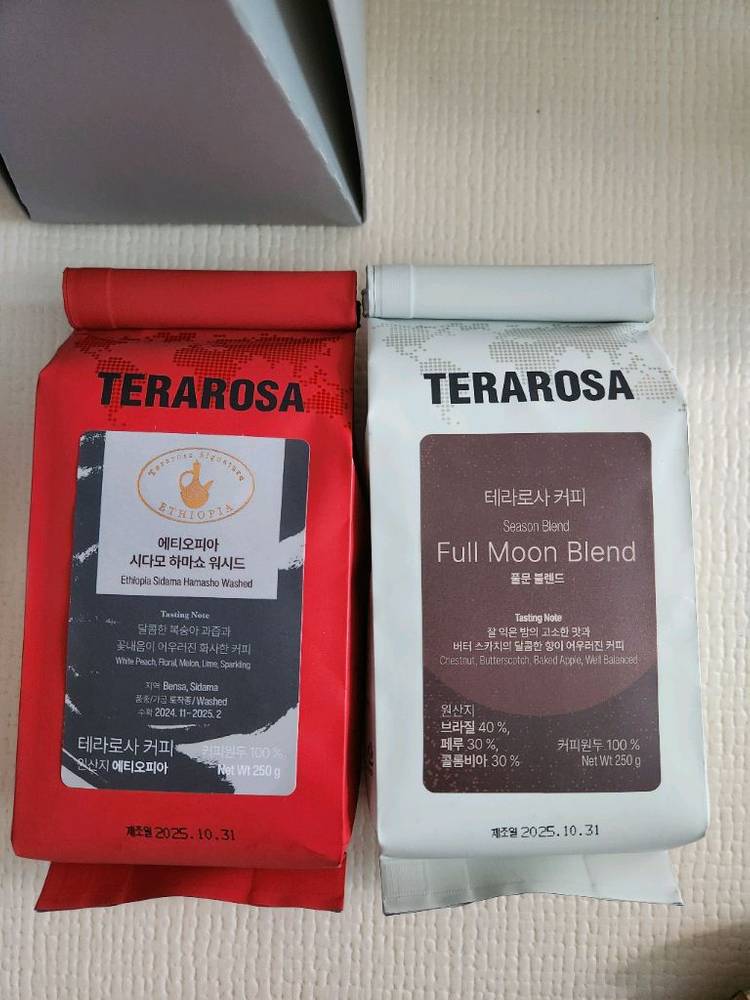 TERAROSA
Terarosa Signature
ETHIOPIA
에티오피아
시다모 하마쇼 워시드
Ethiopia Sidama Hamasho Washed
Tasting Note
달콤한 복숭아 과즙과
꽃내음이 어우러진 화사한 커피
White Peach, Floral, Melon, Lime, Sparkling
지역 Bensa, Sidama
품종/가공 토착종/Washed
수확 2024. 11-2025. 2
테라로사 커피
원산지 에티오피아
커피원두 100 %
Net Wt 250 g
제조일 2025.10.31
TERAROSA
테라로사 커피
Season Blend
Full Moon Blend
풀문 블렌드
Tasting Note
잘 익은 밤의 고소한 맛과
버터 스카치의 달콤한 향이 어우러진 커피
Chestnut, Butterscotch, Baked Apple, Well Balanced
원산지
브라질 40 %,
페루 30 %,
콜롬비아 30 %
커피원두 100 %
Net Wt 250 g
제조일 2025.10.31